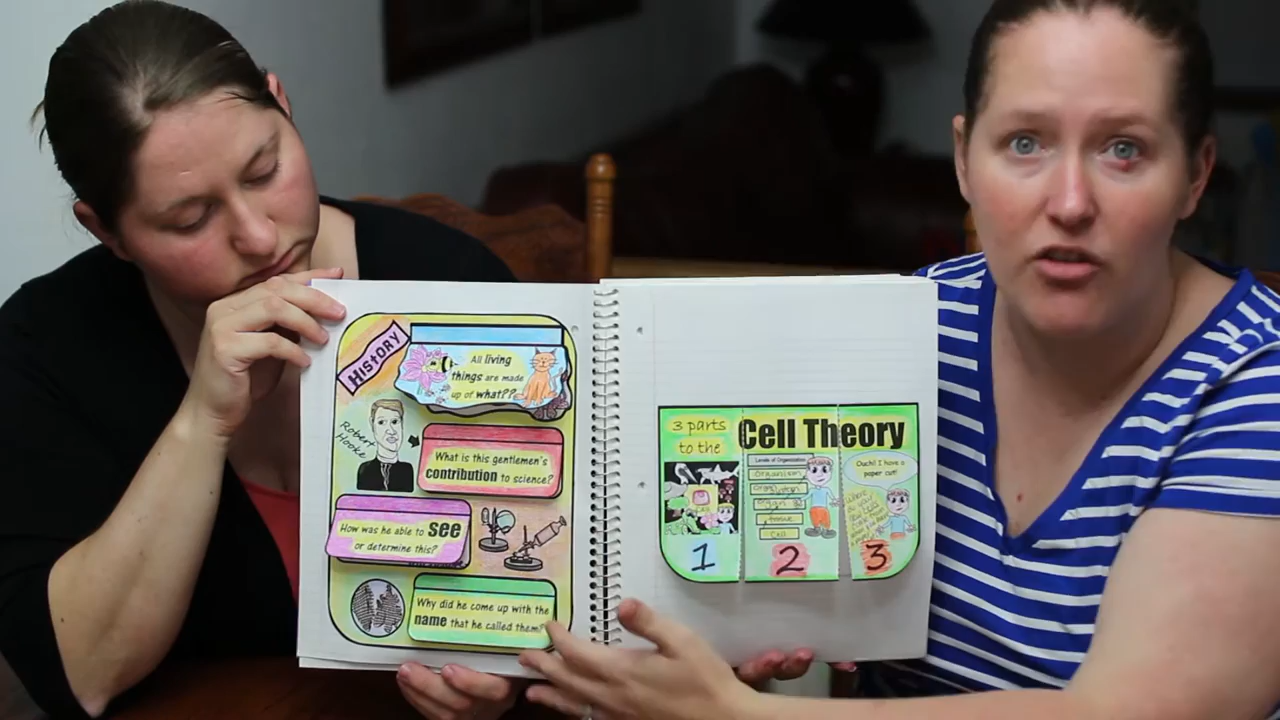 HISTORY
All living
things are made
up of what??
Robert
Hooke
What is this gentlemen's
contribution to science?
How was he able to see
or determine this?
Why did he come up with the
name that he called them?
3 parts
to the
Cell Theory
Levels of Organization
organism
organ
tissue
Cell
Ouch! I have a
paper cut!
1
2
3